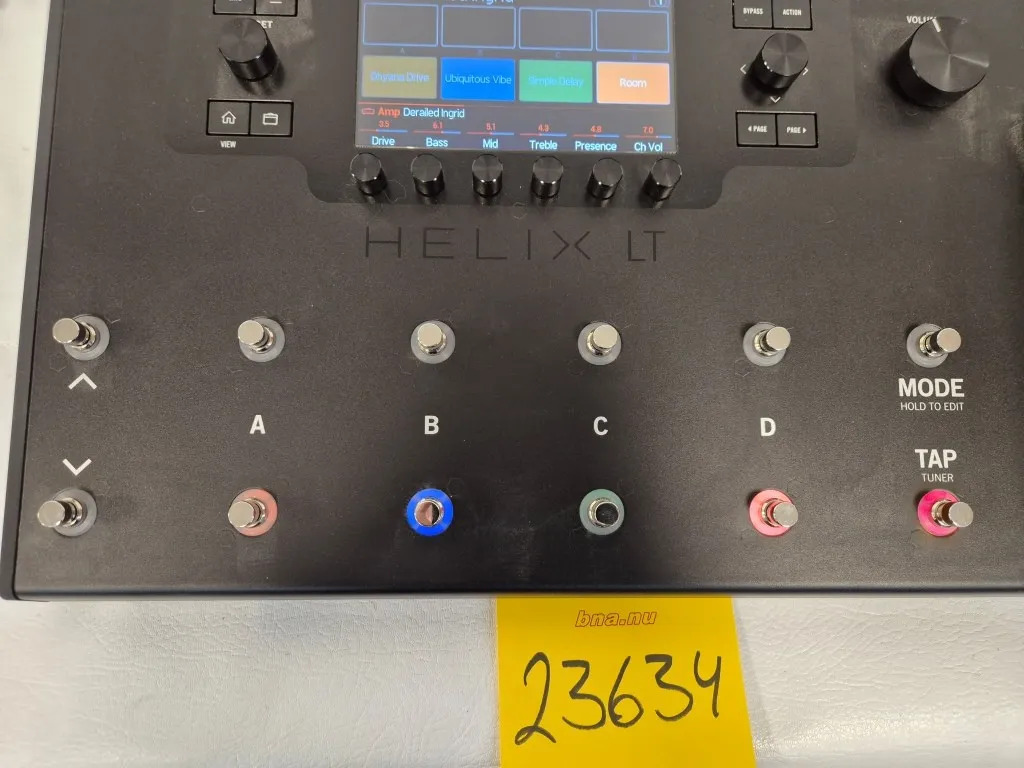 BYPASS ACTION
VOLUME
A B C D
Dhyana Drive Ubiquitous Vibe Simple Delay Room
Amp Derailed Ingrid
3.5 6.1 5.1 4.3 4.8 7.0
Drive Bass Mid Treble Presence Ch Vol
PAGE PAGE
VIEW
HELIX LT
MODE
HOLD TO EDIT
A B C D
TAP
TUNER
bna.nu
23634